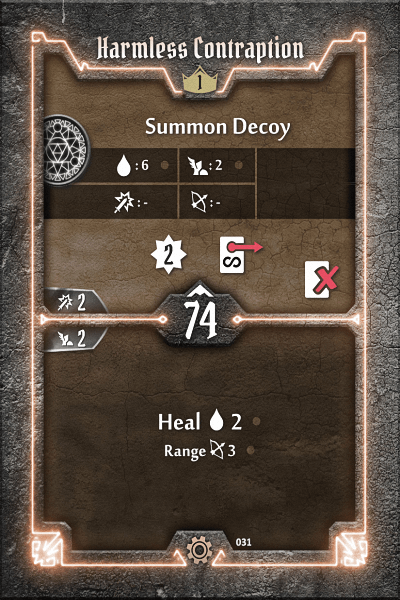 Harmless Contraption
1
Summon Decoy
: 6 : 2
: - : -
2 S
2
74
2
Heal 2
Range 3
031